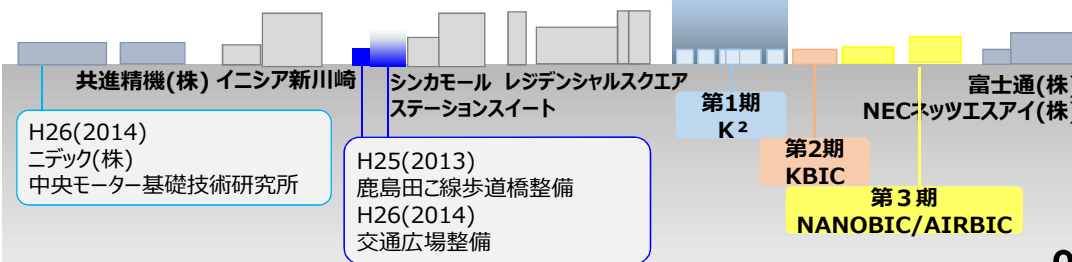 共進精機(株) イニシア新川崎
シンカモール レジデンシャルスクエア
ステーションスイート
富士通(株)
NECネッツエスアイ(株)
第1期
K²
第2期
KBIC
第３期
NANOBIC/AIRBIC
H26(2014)
ニデック(株)
中央モーター基礎技術研究所
H25(2013)
鹿島田こ線歩道橋整備
H26(2014)
交通広場整備